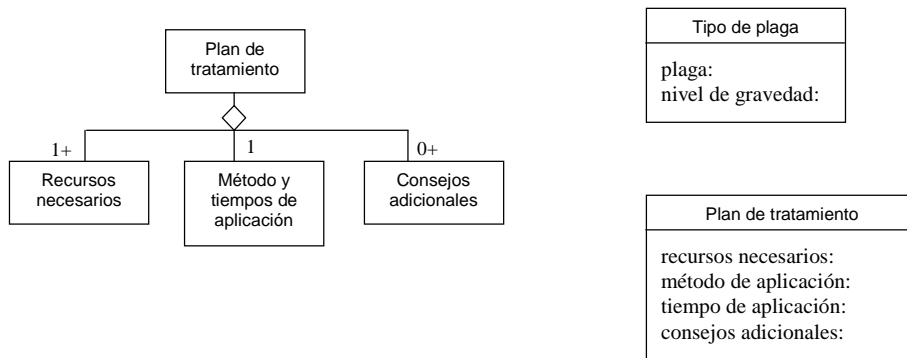 Plan de
tratamiento
1+
1
0+
Recursos
necesarios
Método y
tiempos de
aplicación
Consejos
adicionales
Tipo de plaga
plaga:
nivel de gravedad:
Plan de tratamiento
recursos necesarios:
método de aplicación:
tiempo de aplicación:
consejos adicionales: